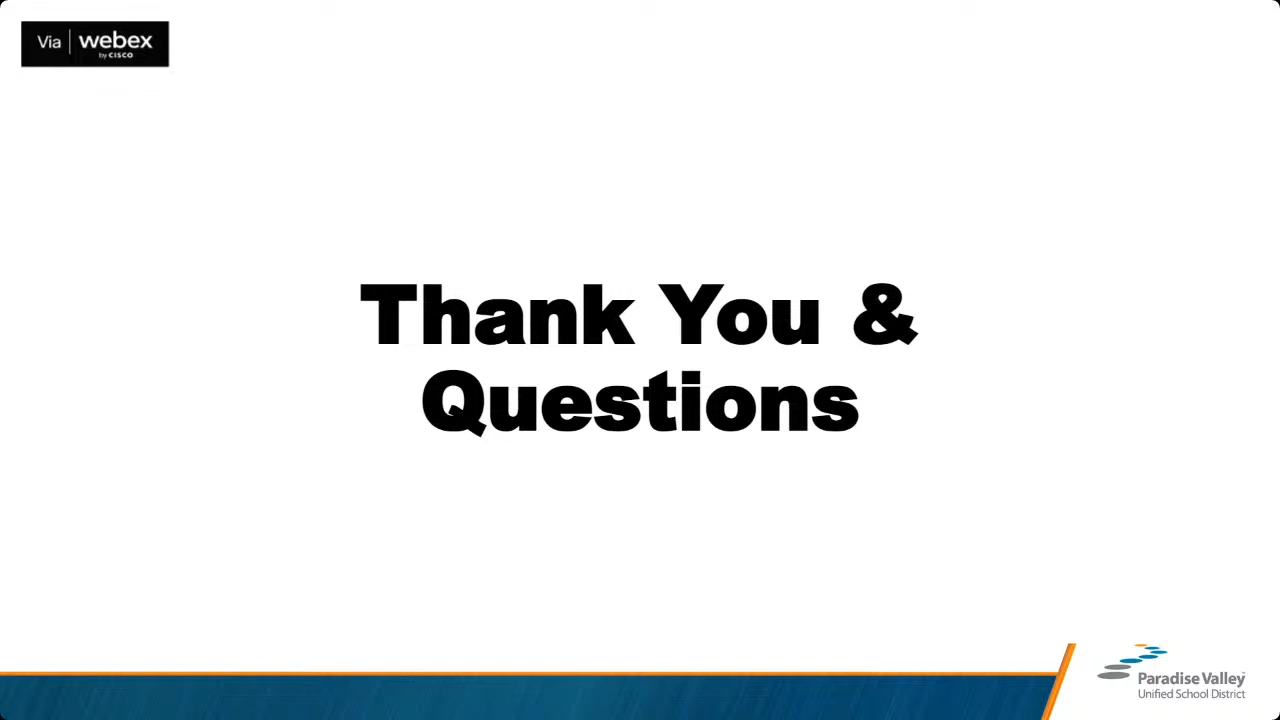 Via | webex
by CISCO
Thank You &
Questions
Paradise Valley
Unified School District